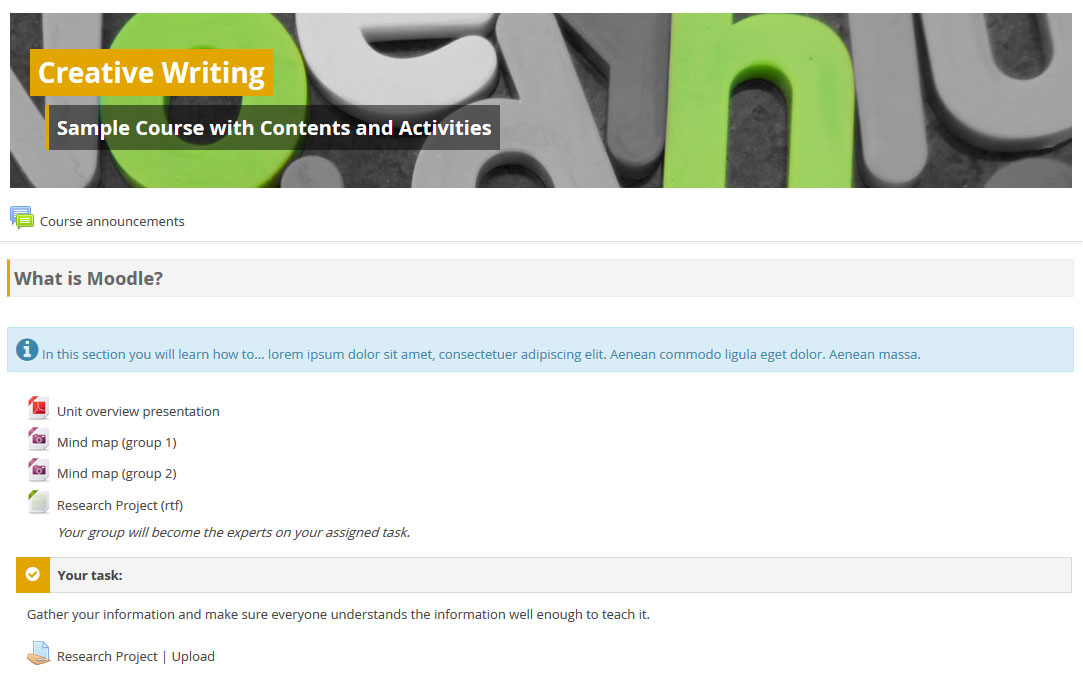 Creative Writing
Sample Course with Contents and Activities
Course announcements
What is Moodle?
In this section you will learn how to... lorem ipsum dolor sit amet, consectetuer adipiscing elit. Aenean commodo ligula eget dolor. Aenean massa.
Unit overview presentation
Mind map (group 1)
Mind map (group 2)
Research Project (rtf)
Your group will become the experts on your assigned task.
Your task:
Gather your information and make sure everyone understands the information well enough to teach it.
Research Project | Upload